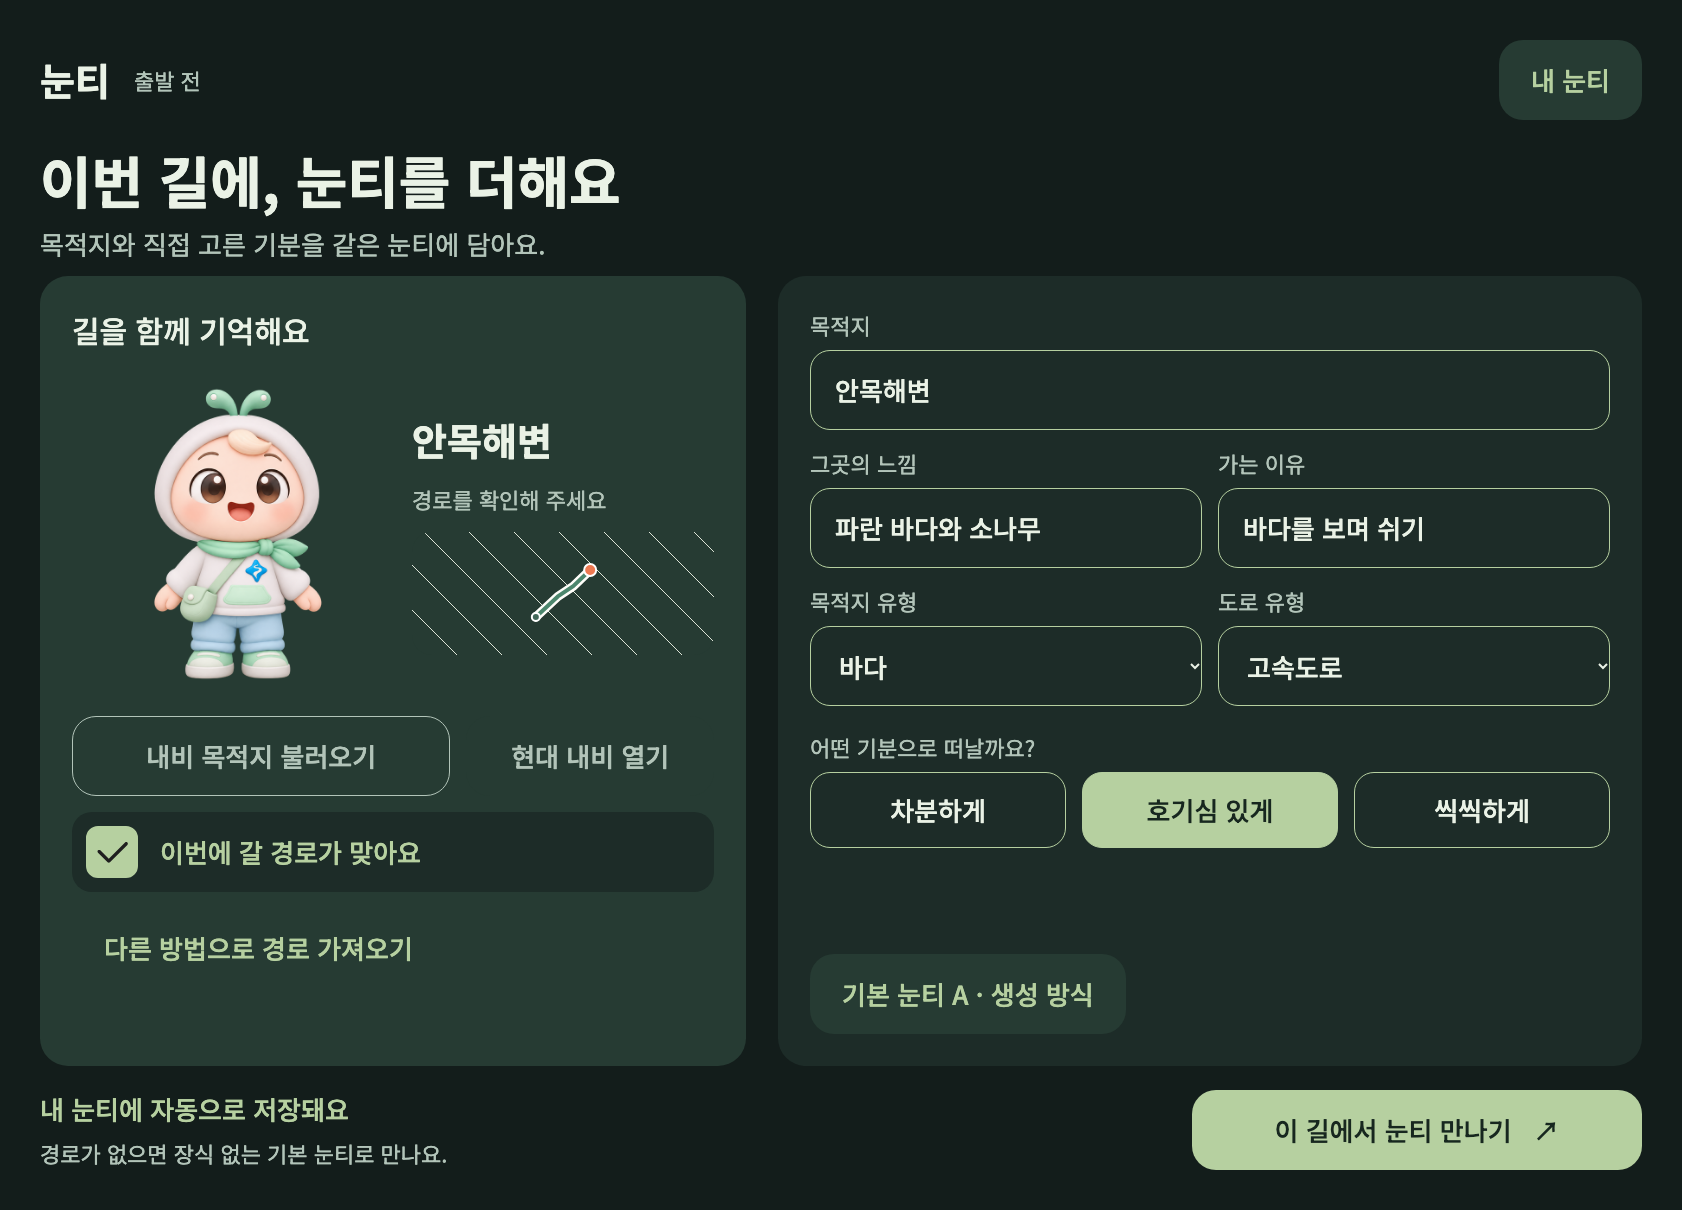 눈티 출발 전
내 눈티
이번 길에, 눈티를 더해요
목적지와 직접 고른 기분을 같은 눈티에 담아요.
길을 함께 기억해요
안목해변
경로를 확인해 주세요
내비 목적지 불러오기
현대 내비 열기
이번에 갈 경로가 맞아요
다른 방법으로 경로 가져오기
목적지
안목해변
그곳의 느낌
가는 이유
파란 바다와 소나무
바다를 보며 쉬기
목적지 유형
도로 유형
바다
고속도로
어떤 기분으로 떠날까요?
차분하게
호기심 있게
씩씩하게
기본 눈티 A · 생성 방식
내 눈티에 자동으로 저장돼요
경로가 없으면 장식 없는 기본 눈티로 만나요.
이 길에서 눈티 만나기 ↗